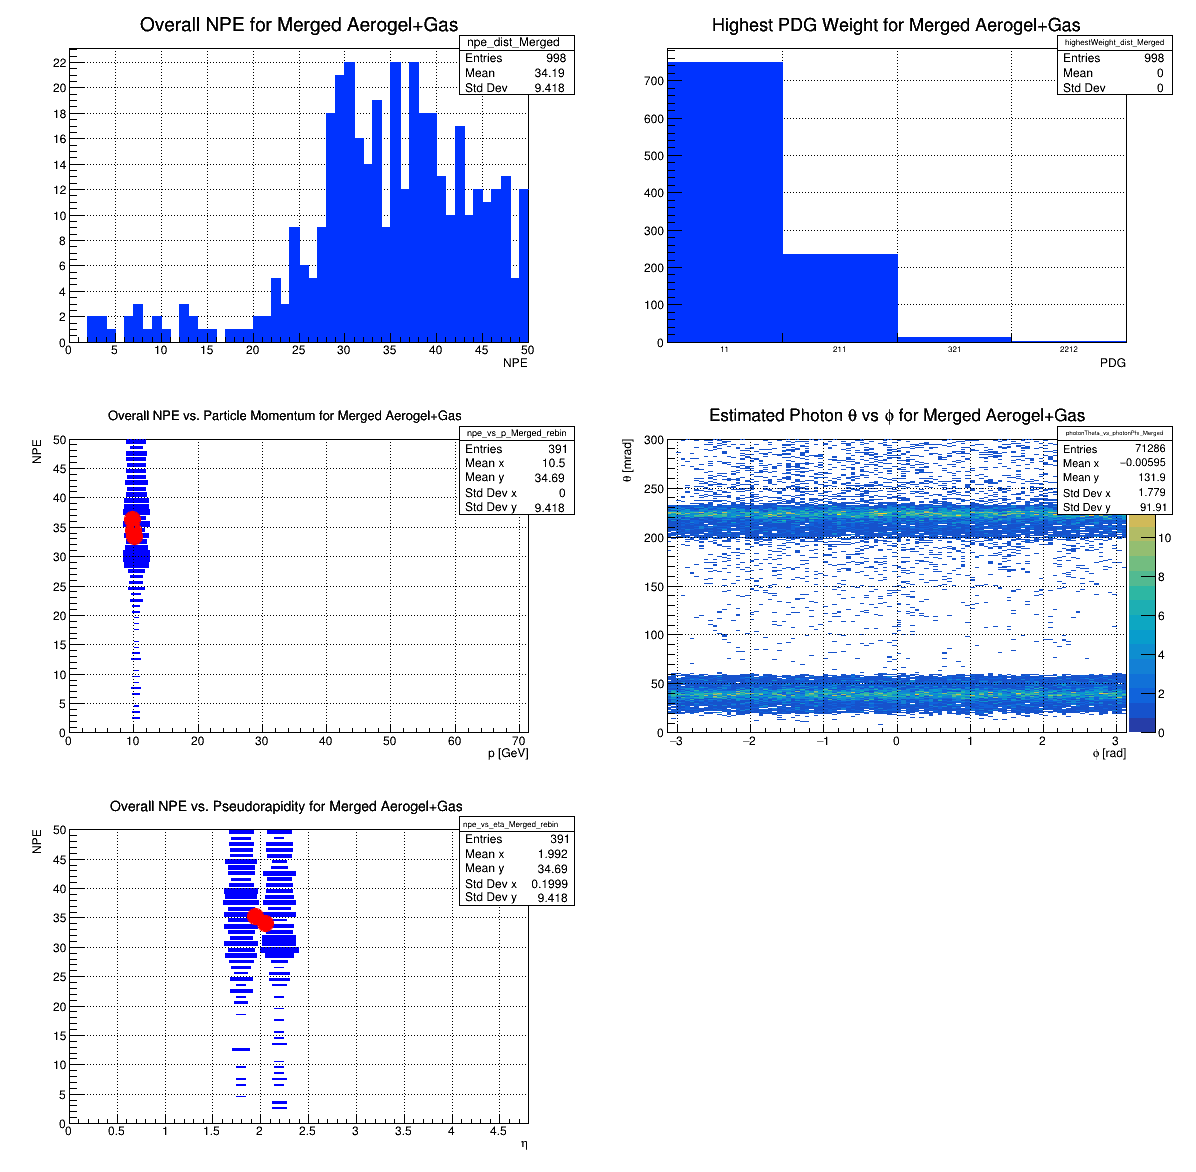 Overall NPE for Merged Aerogel+Gas
npe_dist_Merged
Entries 998
Mean 34.19
Std Dev 9.418
22
20
18
16
14
12
10
8
6
4
2
0
0 5 10 15 20 25 30 35 40 45 50
NPE
Highest PDG Weight for Merged Aerogel+Gas
highestWeight_dist_Merged
Entries 998
Mean 0
Std Dev 0
700
600
500
400
300
200
100
0
11 211 321 2212
PDG
Overall NPE vs. Particle Momentum for Merged Aerogel+Gas
npe_vs_p_Merged_rebin
Entries 391
Mean x 10.5
Mean y 34.69
Std Dev x 0
Std Dev y 9.418
NPE
50
45
40
35
30
25
20
15
10
5
0
0 10 20 30 40 50 60 70
p [GeV]
Estimated Photon θ vs ϕ for Merged Aerogel+Gas
photonTheta_vs_photonPhi_Merged
Entries 71286
Mean x −0.00595
Mean y 131.9
Std Dev x 1.779
Std Dev y 91.91
θ [mrad]
300
250
200
150
100
50
0
−3 −2 −1 0 1 2 3
ϕ [rad]
10
8
6
4
2
0
Overall NPE vs. Pseudorapidity for Merged Aerogel+Gas
npe_vs_eta_Merged_rebin
Entries 391
Mean x 1.992
Mean y 34.69
Std Dev x 0.1999
Std Dev y 9.418
NPE
50
45
40
35
30
25
20
15
10
5
0
0 0.5 1 1.5 2 2.5 3 3.5 4 4.5
η